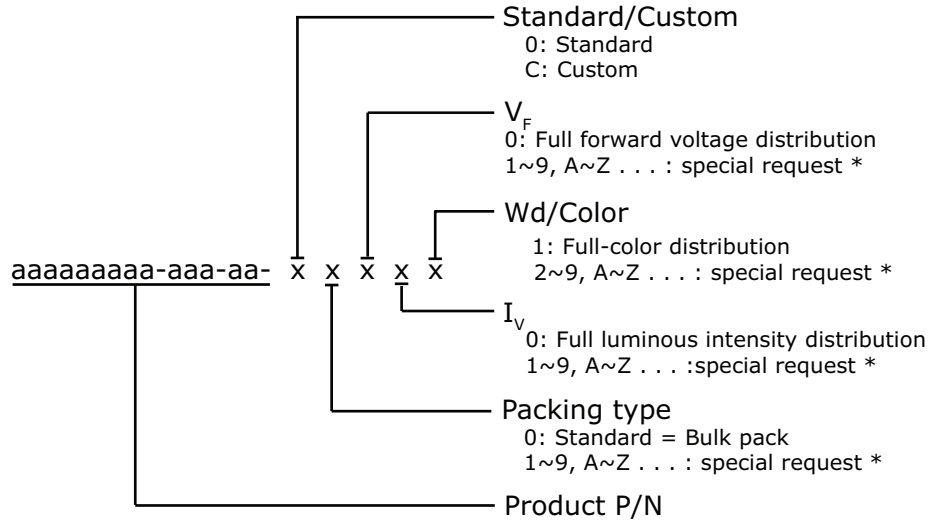 Standard/Custom
0: Standard
C: Custom
VF
0: Full forward voltage distribution
1~9, A~Z . . . : special request *
Wd/Color
1: Full-color distribution
2~9, A~Z . . . : special request *
aaaaaaaaa-aaa-aa- x x x x x
IV
0: Full luminous intensity distribution
1~9, A~Z . . . :special request *
Packing type
0: Standard = Bulk pack
1~9, A~Z . . . : special request *
Product P/N